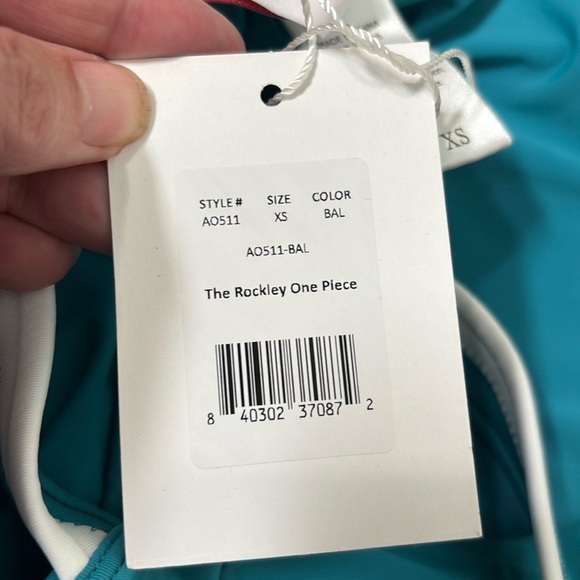 XS
STYLE# SIZE COLOR
AO511 XS BAL
AO511-BAL
The Rockley One Piece
8 40302 37087 2